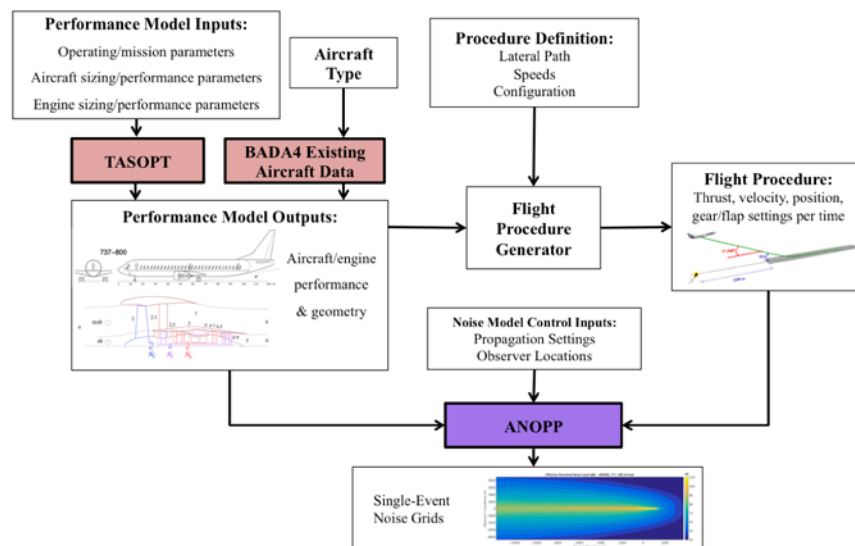 Performance Model Inputs:
Operating/mission parameters
Aircraft sizing/performance parameters
Engine sizing/performance parameters
Aircraft
Type
Procedure Definition:
Lateral Path
Speeds
Configuration
TASOPT
BADA4 Existing
Aircraft Data
Performance Model Outputs:
737-800
Aircraft/engine
performance
& geometry
Flight
Procedure
Generator
Flight Procedure:
Thrust, velocity, position,
gear/flap settings per time
Noise Model Control Inputs:
Propagation Settings
Observer Locations
ANOPP
Single-Event
Noise Grids